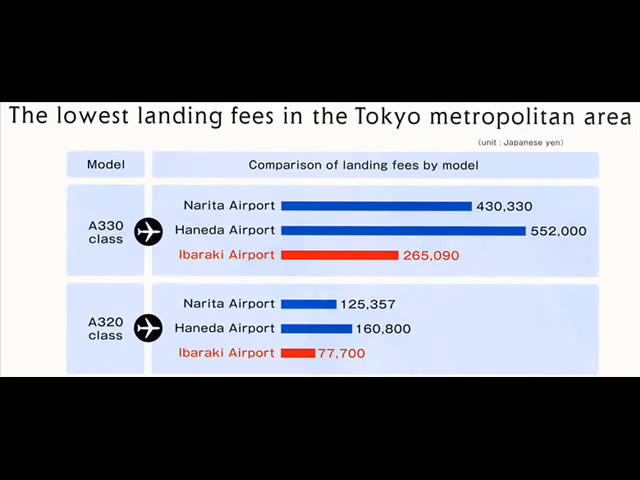 The lowest landing fees in the Tokyo metropolitan area
(unit : Japanese yen)
Model
Comparison of landing fees by model
A330
class
Narita Airport 430,330
Haneda Airport 552,000
Ibaraki Airport 265,090
A320
class
Narita Airport 125,357
Haneda Airport 160,800
Ibaraki Airport 77,700